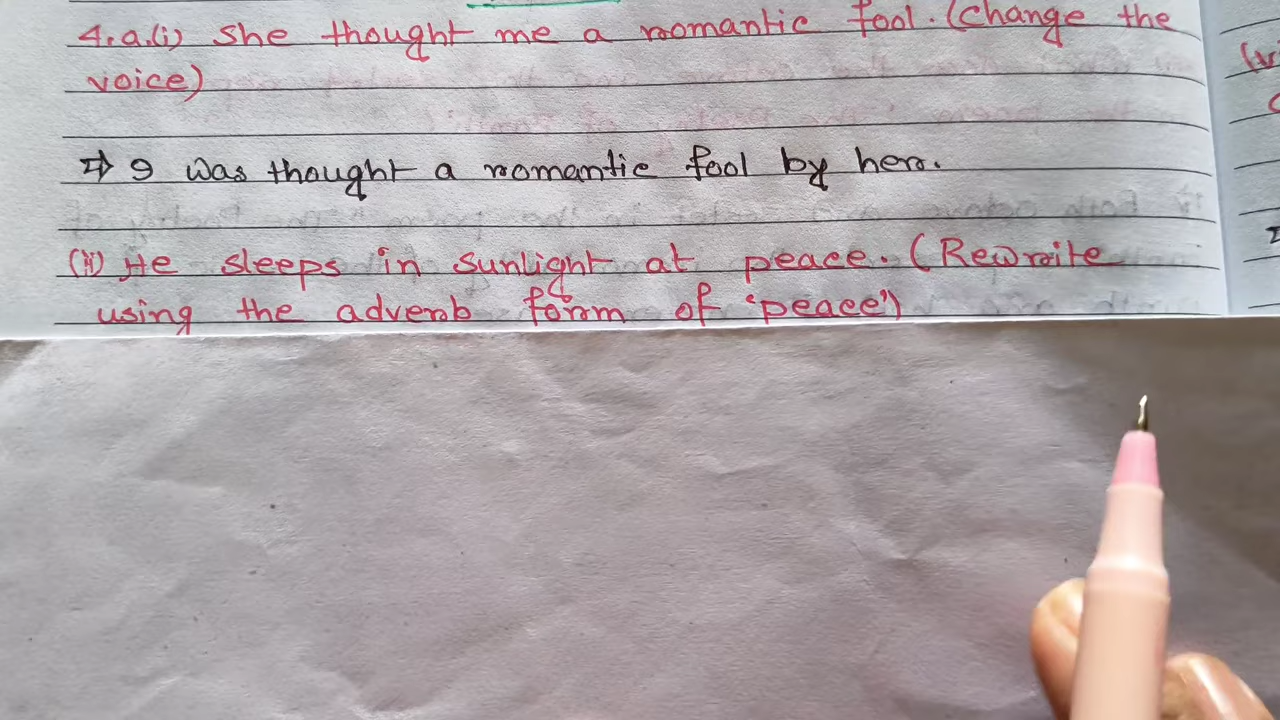 4.a.(i) She thought me a romantic fool. (Change the
voice)
⇒ I was thought a romantic fool by her.
(ii) He sleeps in sunlight at peace. (Rewrite
using the adverb form of 'peace')